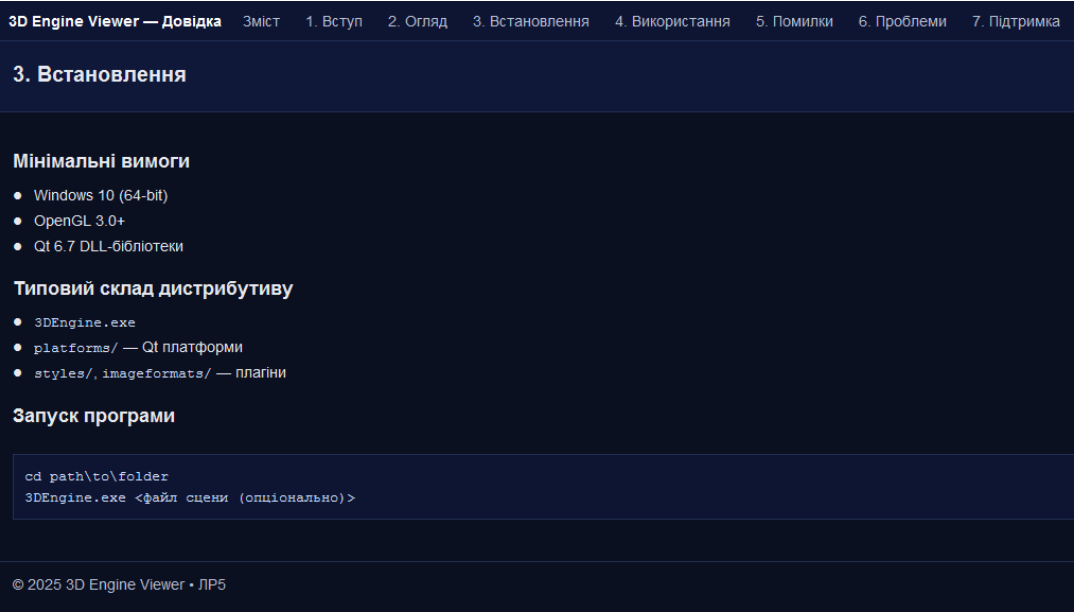 3D Engine Viewer — Довідка Зміст 1. Вступ 2. Огляд 3. Встановлення 4. Використання 5. Помилки 6. Проблеми 7. Підтримка
3. Встановлення
Мінімальні вимоги
● Windows 10 (64-bit)
● OpenGL 3.0+
● Qt 6.7 DLL-бібліотеки
Типовий склад дистрибутиву
● 3DEngine.exe
● platforms/ — Qt платформи
● styles/, imageformats/ — плагіни
Запуск програми
cd path\to\folder
3DEngine.exe <файл сцени (опціонально)>
© 2025 3D Engine Viewer • ЛР5